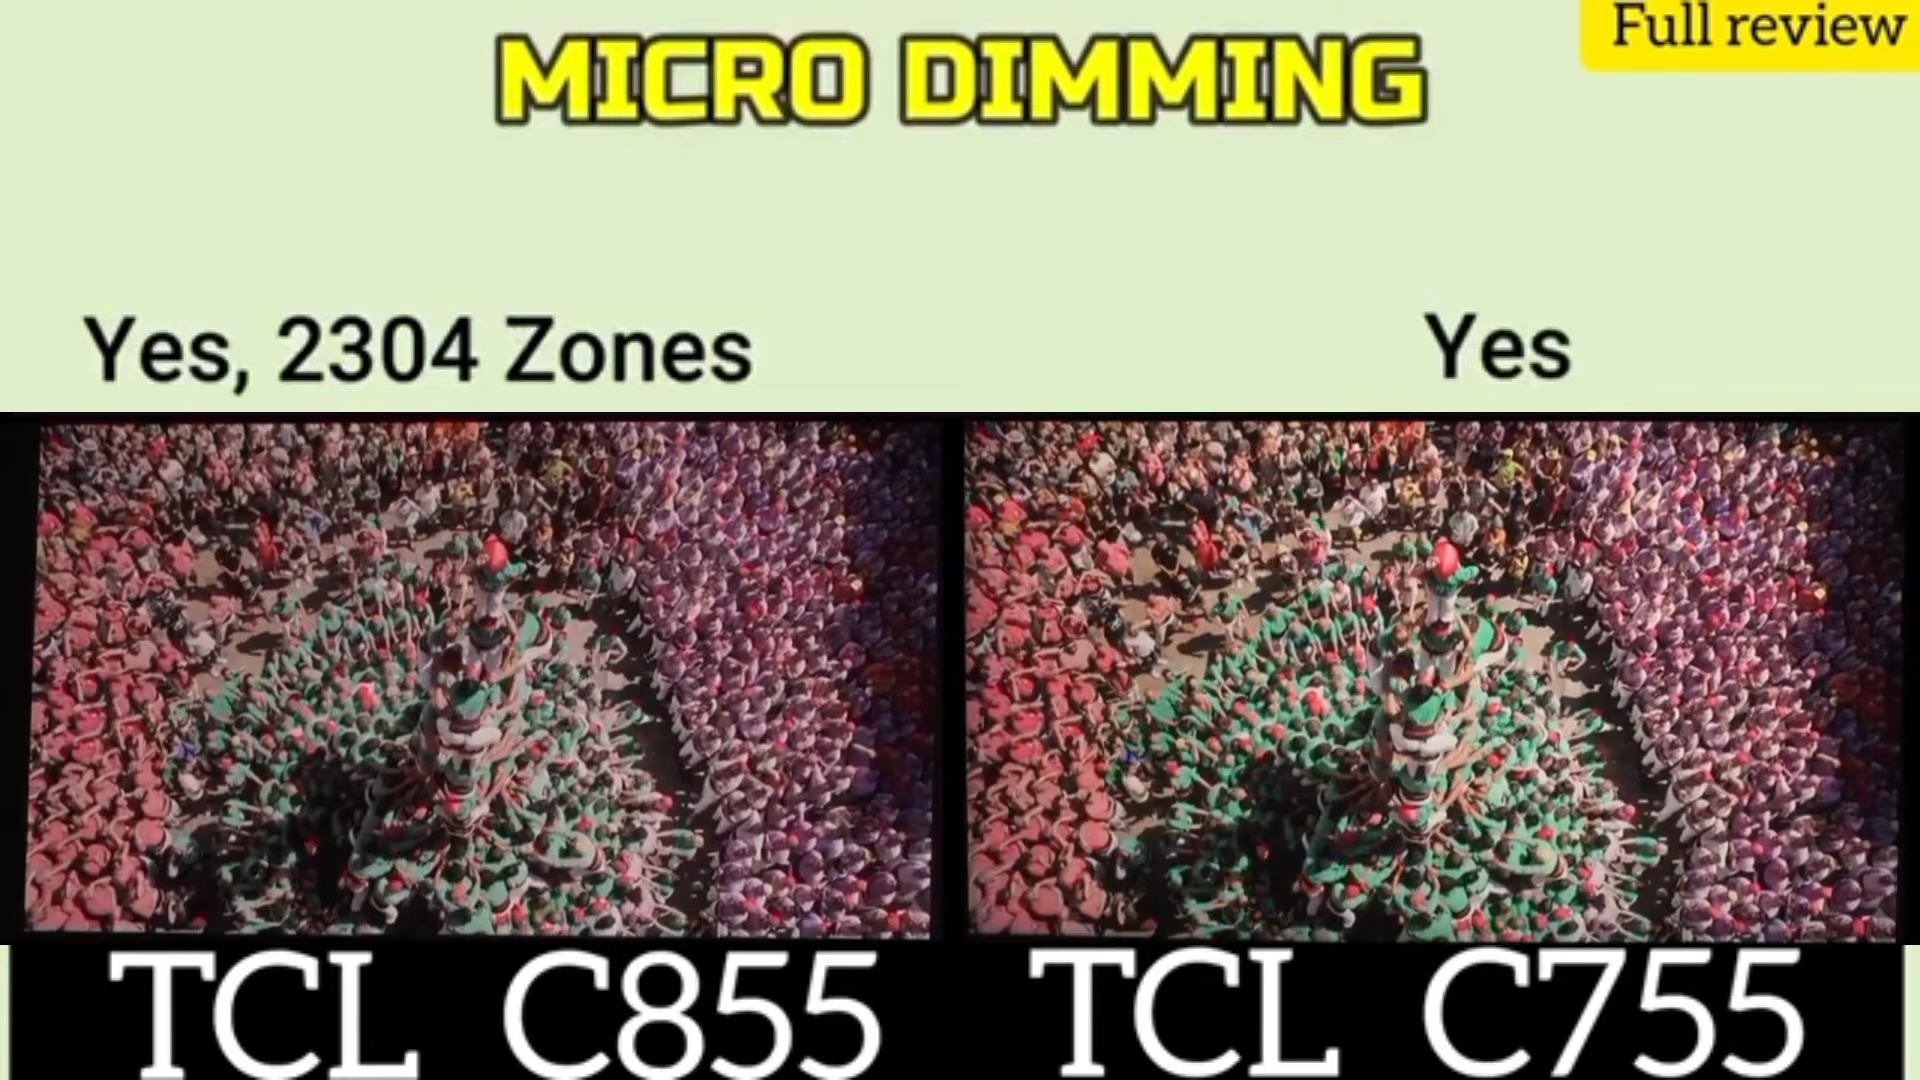 Full review
MICRO DIMMING
Yes, 2304 Zones
Yes
TCL C855
TCL C755